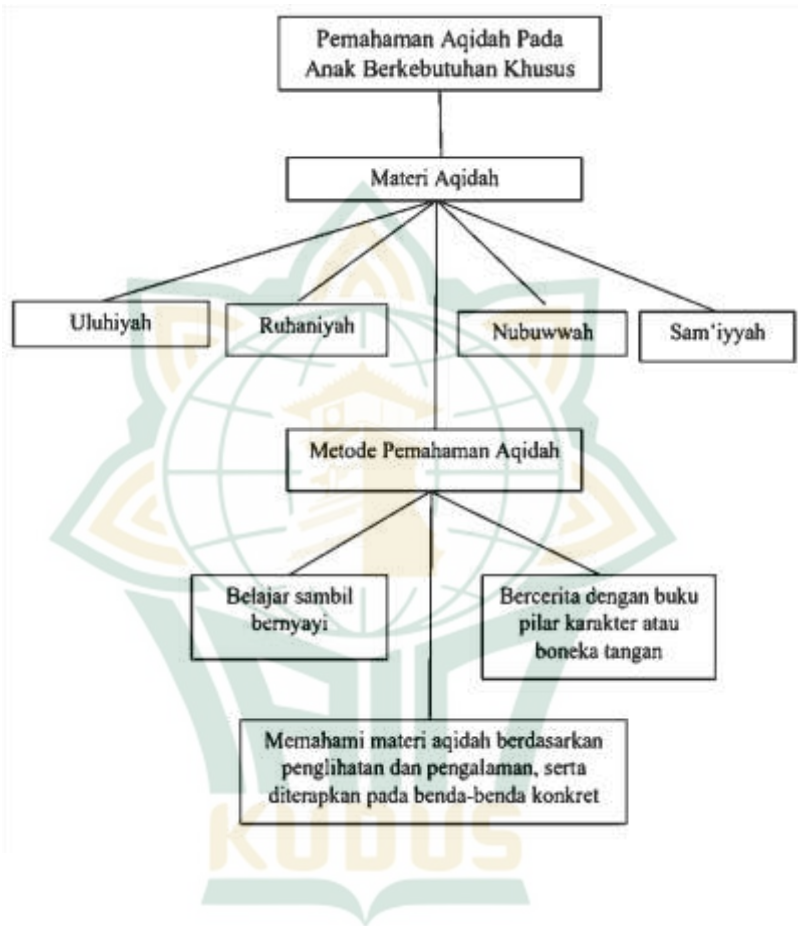 Pemahaman Aqidah Pada
Anak Berkebutuhan Khusus
Materi Aqidah
Uluhiyah
Ruhaniyah
Nubuwwah
Sam'iyyah
Metode Pemahaman Aqidah
Belajar sambil
bernyayi
Bercerita dengan buku
pilar karakter atau
boneka tangan
Memahami materi aqidah berdasarkan
penglihatan dan pengalaman, serta
diterapkan pada benda-benda konkret
KUDUS